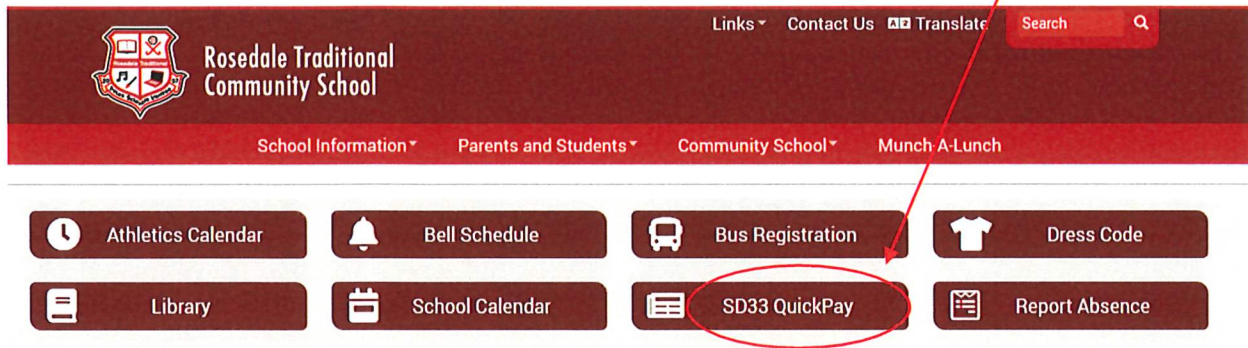 Links Contact Us Translate Search
Rosedale Traditional
Community School
School Information Parents and Students Community School Munch-A-Lunch
Athletics Calendar Bell Schedule Bus Registration Dress Code
Library School Calendar SD33 QuickPay Report Absence